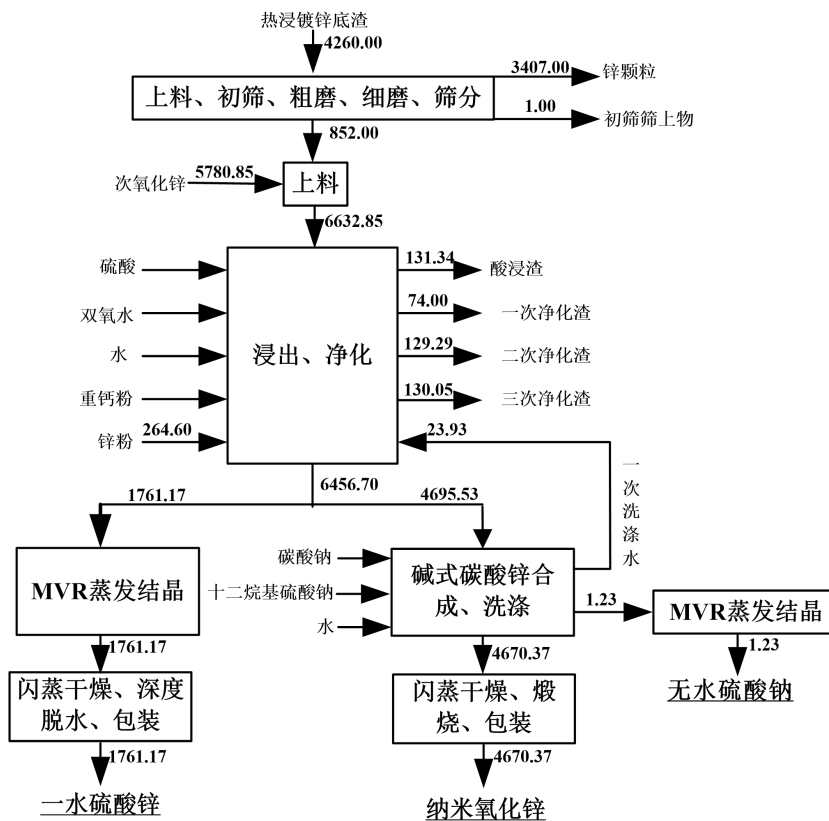 热浸镀锌底渣
4260.00
上料、初筛、粗磨、细磨、筛分
3407.00
锌颗粒
1.00
初筛筛上物
852.00
次氧化锌
5780.85
上料
6632.85
硫酸
双氧水
水
重钙粉
锌粉
264.60
浸出、净化
131.34
酸浸渣
74.00
一次净化渣
129.29
二次净化渣
130.05
三次净化渣
23.93
一次洗涤水
6456.70
1761.17
4695.53
MVR蒸发结晶
碳酸钠
十二烷基硫酸钠
水
碱式碳酸锌合
成、洗涤
1.23
MVR蒸发结晶
1761.17
4670.37
1.23
闪蒸干燥、深度
脱水、包装
闪蒸干燥、煅
烧、包装
无水硫酸钠
1761.17
4670.37
一水硫酸锌
纳米氧化锌